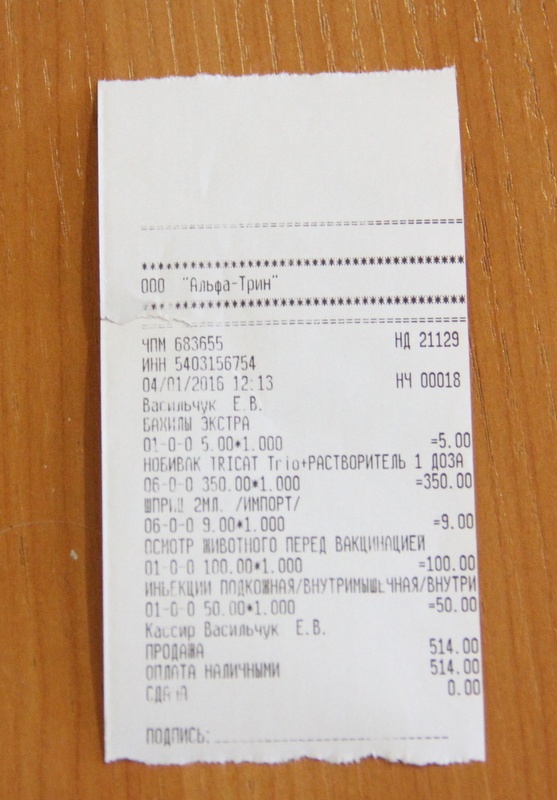 ООО "Альфа-Трин"
ЧПМ 683655 НД 21129
ИНН 5403156754
04/01/2016 12:13 НЧ 00018
Васильчук Е.В.
БАХИЛЫ ЭКСТРА
01-0-0 5.00*1.000 =5.00
НОБИВАК TRICAT Trio+РАСТВОРИТЕЛЬ 1 ДОЗА
06-0-0 350.00*1.000 =350.00
ШПРИЦ 2МЛ. /ИМПОРТ/
06-0-0 9.00*1.000 =9.00
ОСМОТР ЖИВОТНОГО ПЕРЕД ВАКЦИНАЦИЕЙ
01-0-0 100.00*1.000 =100.00
ИНЬЕКЦИИ ПОДКОЖНАЯ/ВНУТРИМЫШЕЧНАЯ/ВНУТРИ
01-0-0 50.00*1.000 =50.00
Кассир Васильчук Е.В.
ПРОДАЖА 514.00
ОПЛАТА НАЛИЧНЫМИ 514.00
СДАЧА 0.00
ПОДПИСЬ: